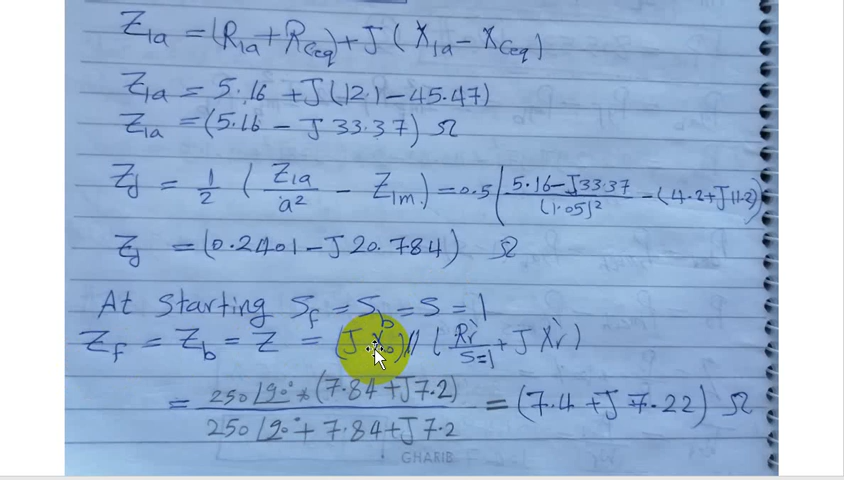 Z1a = (R1a + RCeq) + J (X1a - XCeq)
Z1a = 5.16 + J(12.1 - 45.47)
Z1a = (5.16 - J 33.37) Ω
Zd = 1/2 ( Z1a/a² - Z1m ) = 0.5 ( 5.16 - J33.37/(1.05)² - (4.2 + J11.2)
Zd = (0.2401 - J 20.784) Ω
At Starting Sf = Sb = S = 1
Zf = Zb = Z = (J Xo) // ( Rr̀/S=1 + J Xr̀ )
= 250∠90° * (7.84 + J7.2) / 250∠90° + 7.84 + J7.2 = (7.4 + J 7.22) Ω
GHARIB